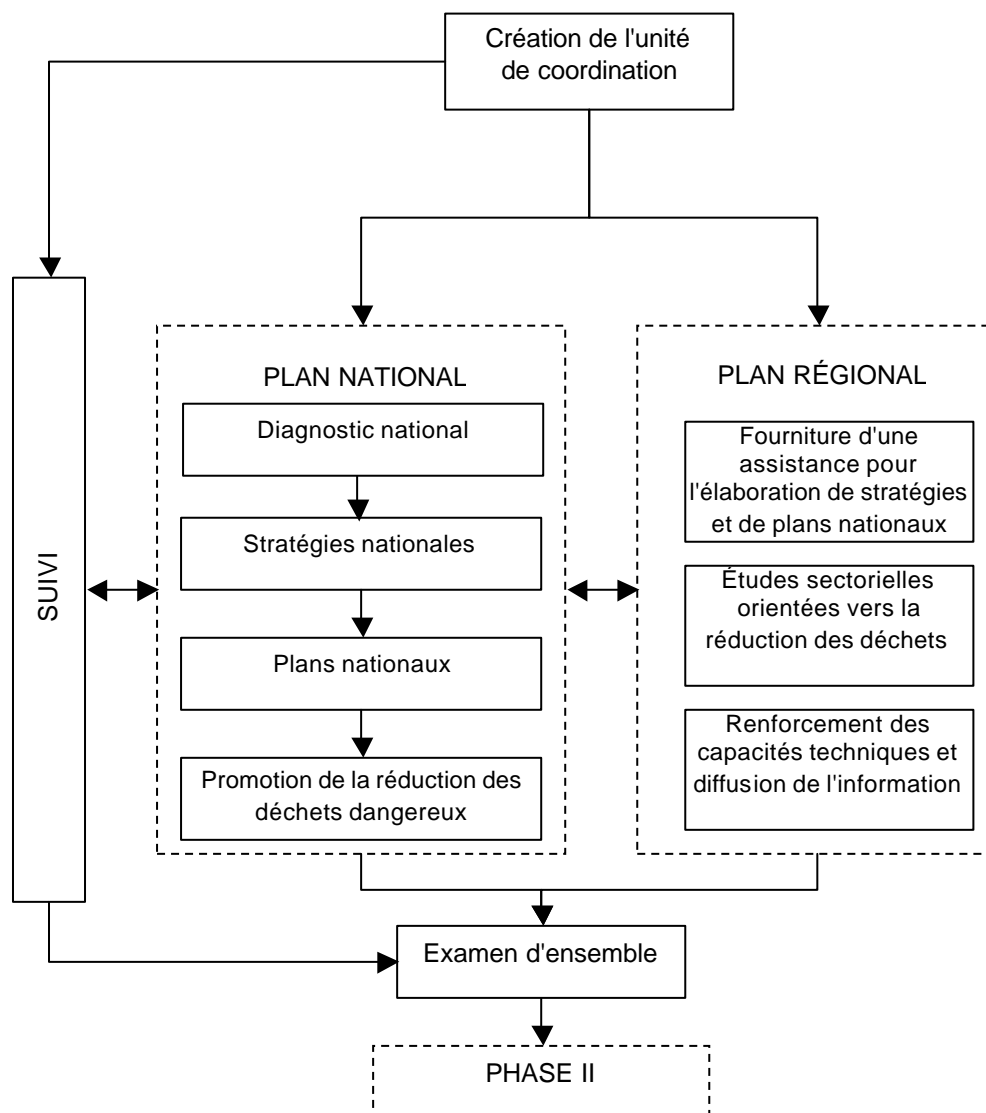 Création de l'unité
de coordination
SUIVI
PLAN NATIONAL
Diagnostic national
Stratégies nationales
Plans nationaux
Promotion de la réduction des
déchets dangereux
PLAN RÉGIONAL
Fourniture d'une
assistance pour
l'élaboration de stratégies
et de plans nationaux
Études sectorielles
orientées vers la
réduction des déchets
Renforcement des
capacités techniques et
diffusion de l'information
Examen d'ensemble
PHASE II